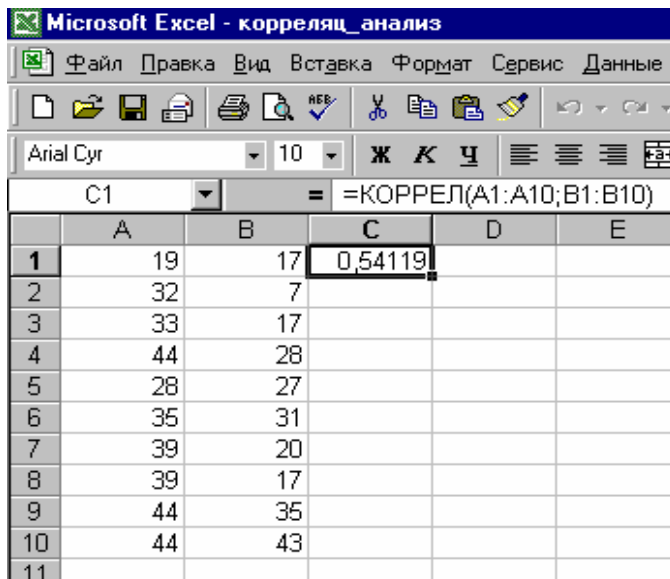 Microsoft Excel - корреляц_анализ
Файл Правка Вид Вставка Формат Сервис Данные
Arial Cyr 10 Ж К Ч
C1 = =КОРРЕЛ(A1:A10;B1:B10)
A B C D E
1 19 17 0,54119
2 32 7
3 33 17
4 44 28
5 28 27
6 35 31
7 39 20
8 39 17
9 44 35
10 44 43
11